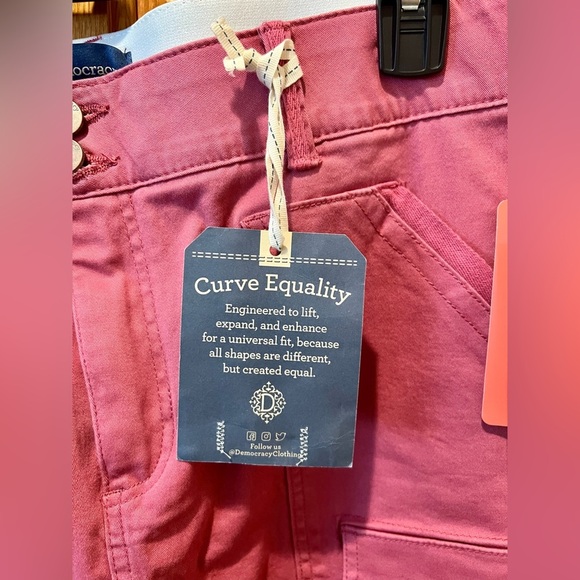 ocrac
Curve Equality
Engineered to lift,
expand, and enhance
for a universal fit, because
all shapes are different,
but created equal.
D
Follow us
@DemocracyClothing